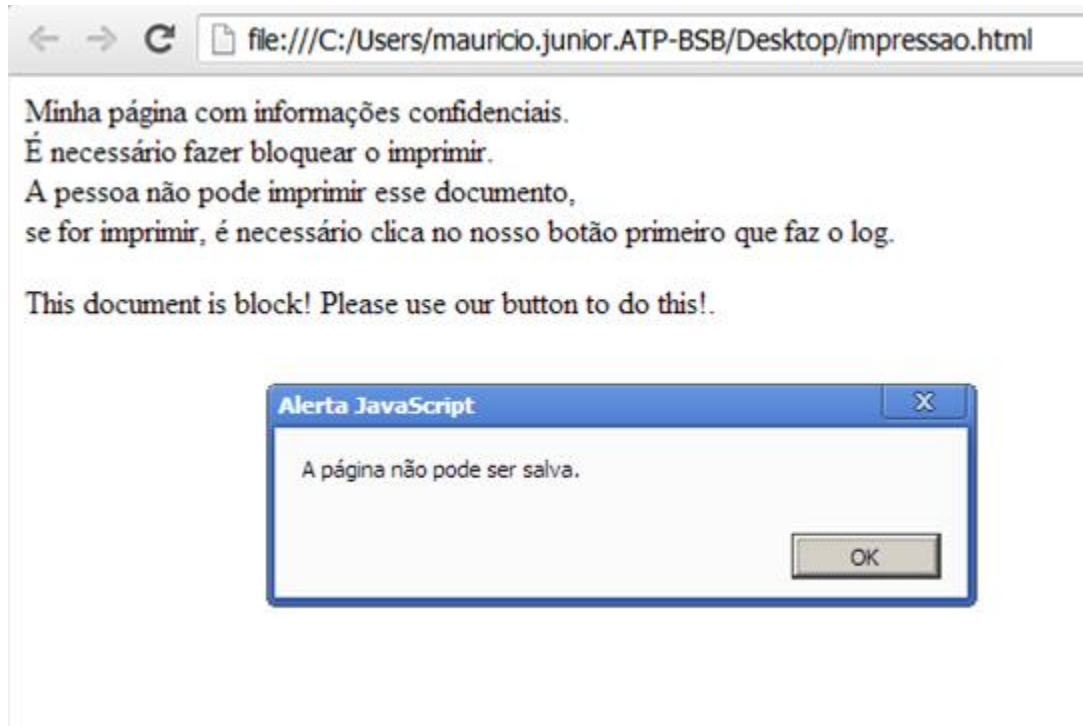 file:///C:/Users/mauricio.junior.ATP-BSB/Desktop/impressao.html
Minha página com informações confidenciais.
É necessário fazer bloquear o imprimir.
A pessoa não pode imprimir esse documento,
se for imprimir, é necessário clica no nosso botão primeiro que faz o log.
This document is block! Please use our button to do this!.
Alerta JavaScript
A página não pode ser salva.
OK